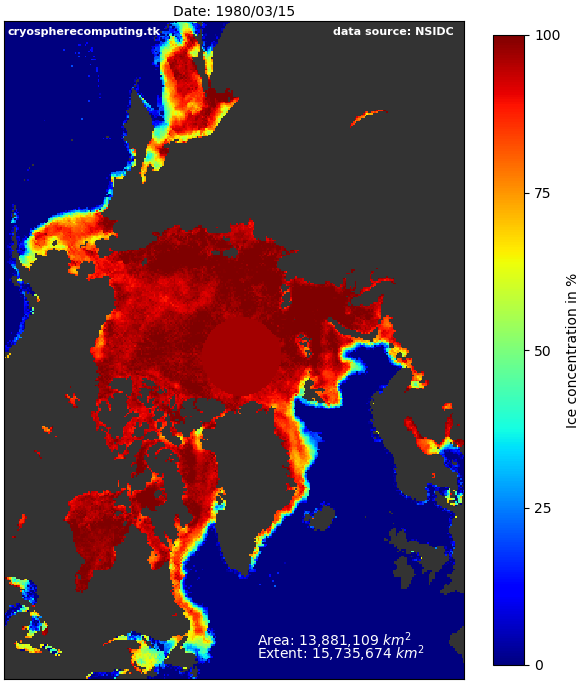 Date: 1980/03/15
cryospherecomputing.tk data source: NSIDC
100
75
50
25
0
Ice concentration in %
Area: 13,881,109 km²
Extent: 15,735,674 km²